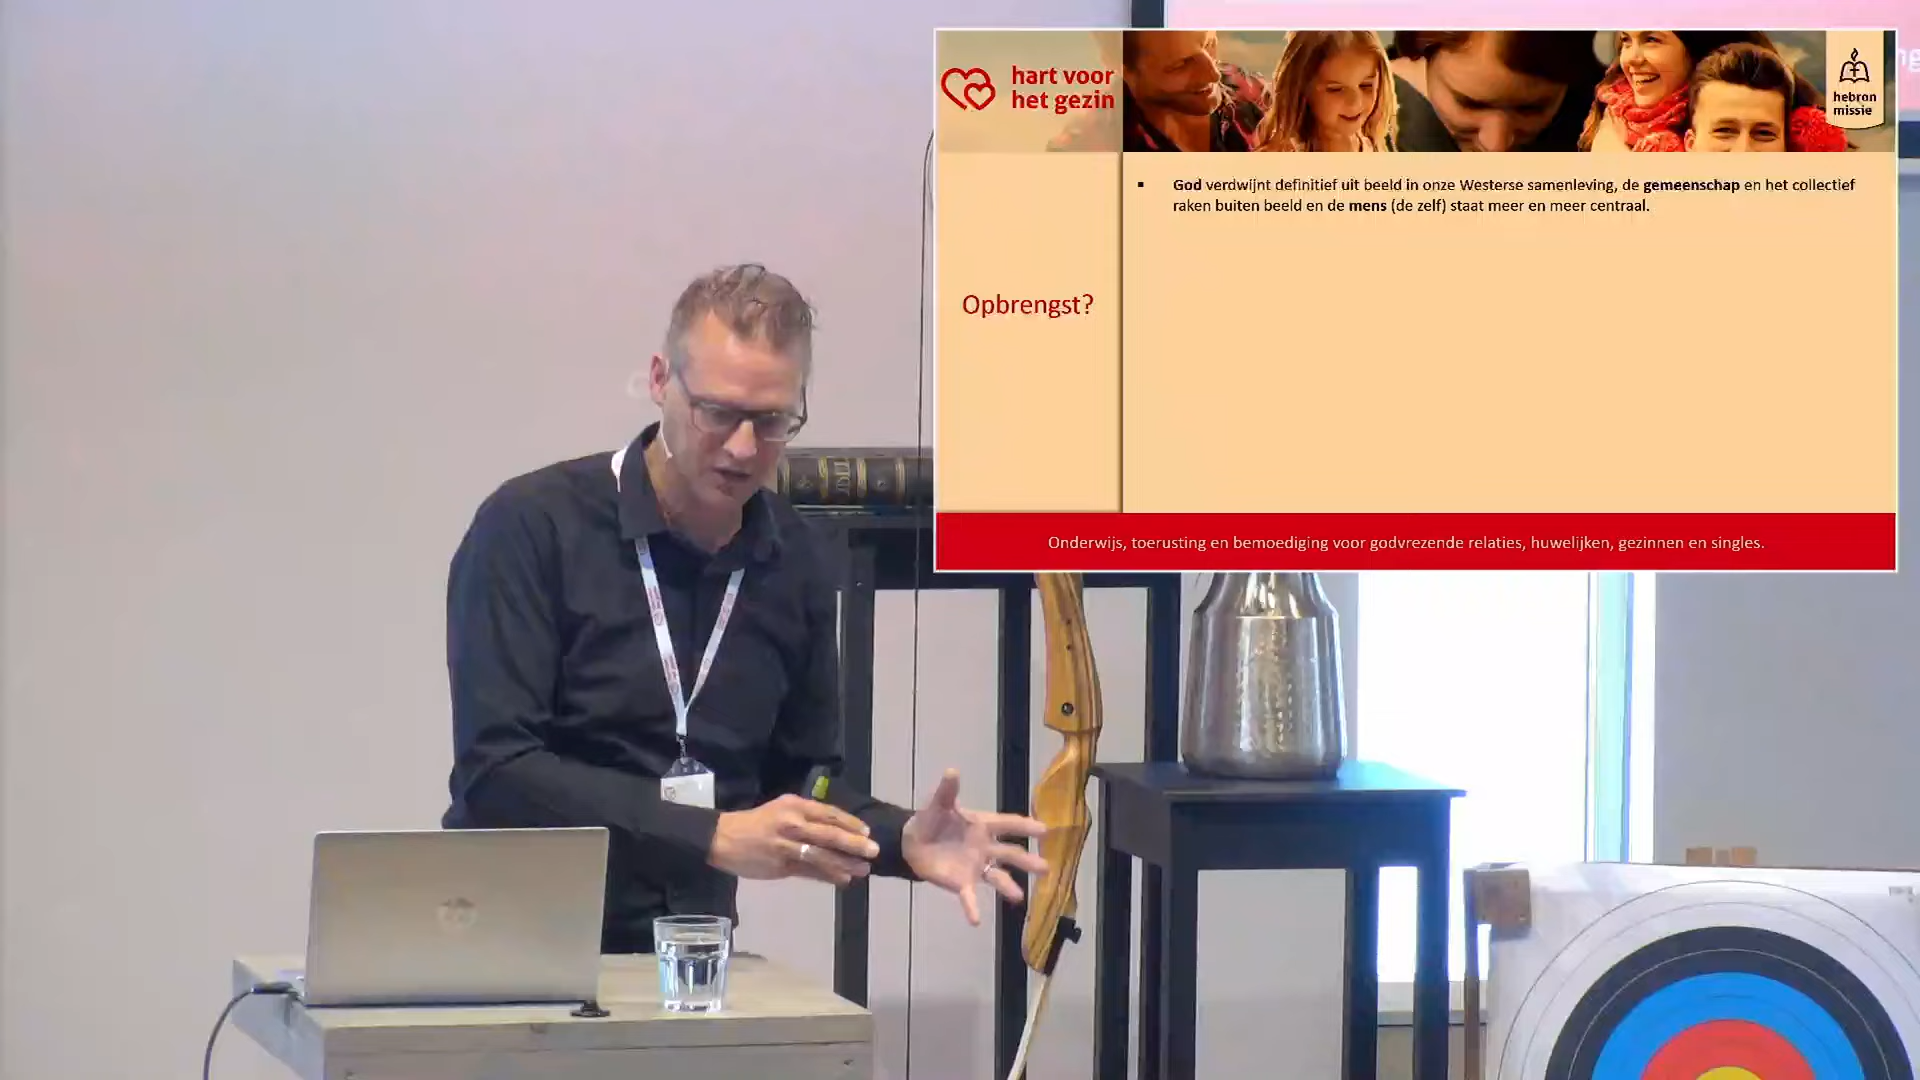 hart voor
het gezin
hebron
missie
▪ God verdwijnt definitief uit beeld in onze Westerse samenleving, de gemeenschap en het collectief
raken buiten beeld en de mens (de zelf) staat meer en meer centraal.
Opbrengst?
Onderwijs, toerusting en bemoediging voor godvrezende relaties, huwelijken, gezinnen en singles.